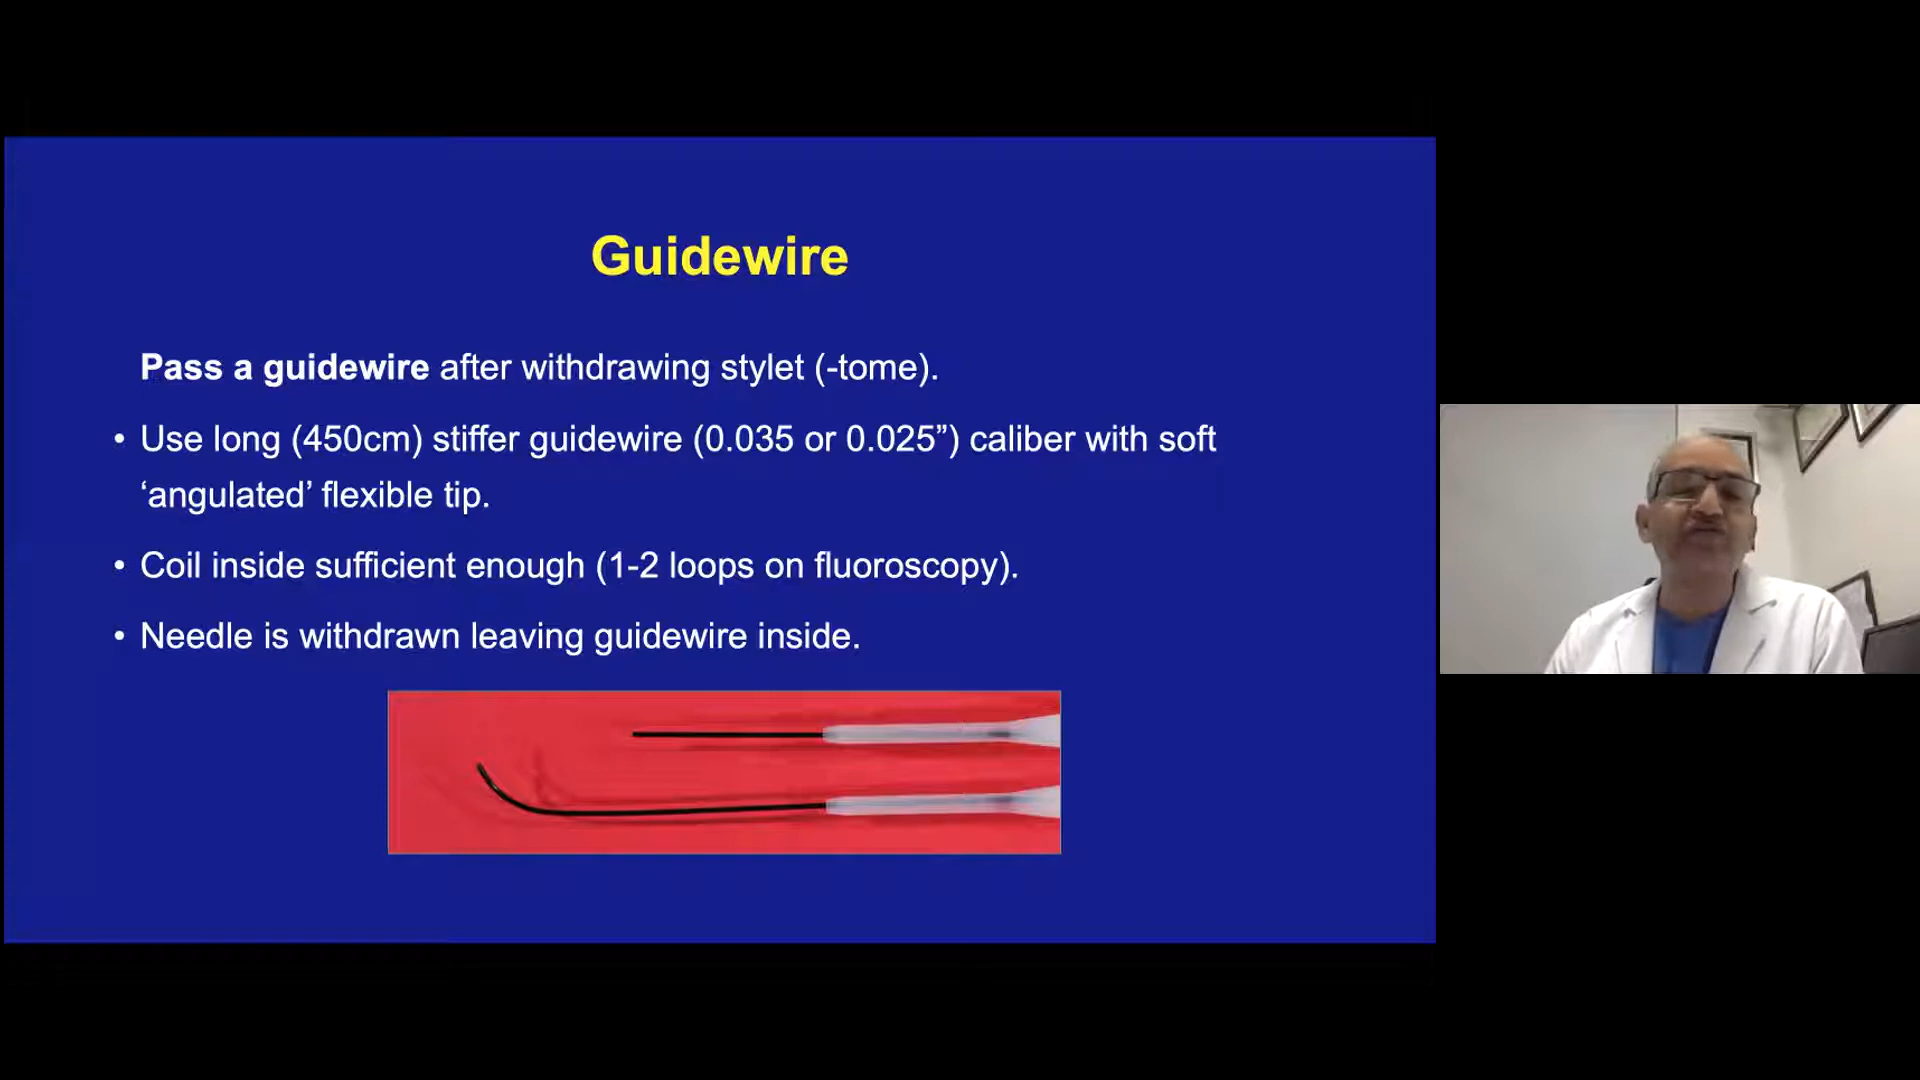 Guidewire
Pass a guidewire after withdrawing stylet (-tome).
• Use long (450cm) stiffer guidewire (0.035 or 0.025”) caliber with soft
‘angulated’ flexible tip.
• Coil inside sufficient enough (1-2 loops on fluoroscopy).
• Needle is withdrawn leaving guidewire inside.